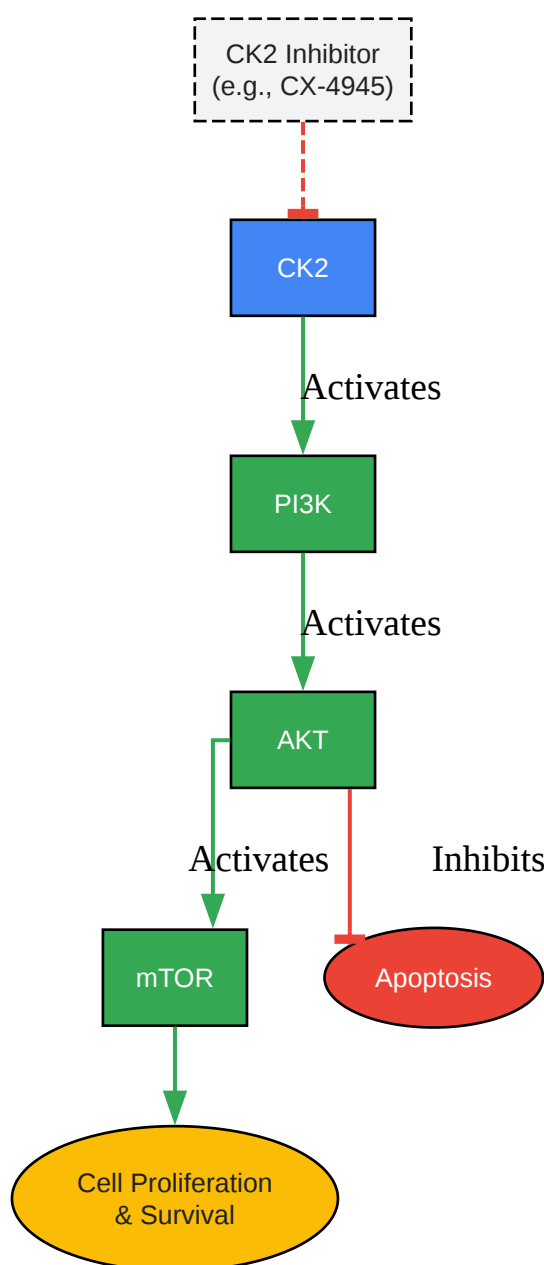 CK2 Inhibitor
(e.g., CX-4945)
CK2
Activates
PI3K
Activates
AKT
Activates
Inhibits
mTOR
Apoptosis
Cell Proliferation
& Survival